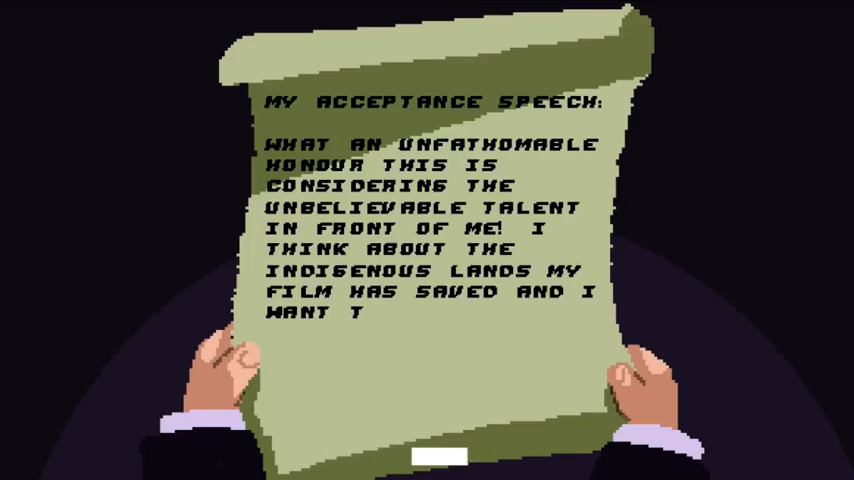 MY ACCEPTANCE SPEECH:
WHAT AN UNFATHOMABLE
HONOUR THIS IS
CONSIDERING THE
UNBELIEVABLE TALENT
IN FRONT OF ME! I
THINK ABOUT THE
INDIGENOUS LANDS MY
FILM HAS SAVED AND I
WANT T